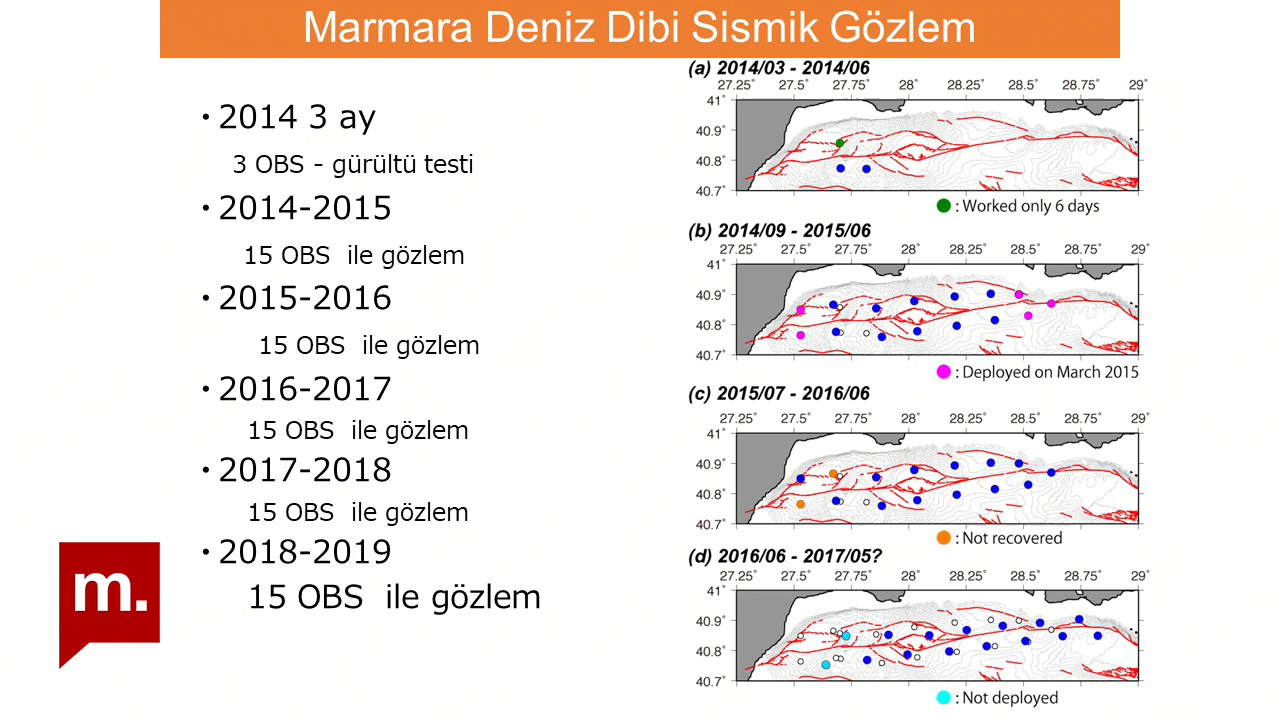 Marmara Deniz Dibi Sismik Gözlem
• 2014 3 ay
3 OBS - gürültü testi
• 2014-2015
15 OBS ile gözlem
• 2015-2016
15 OBS ile gözlem
• 2016-2017
15 OBS ile gözlem
• 2017-2018
15 OBS ile gözlem
• 2018-2019
15 OBS ile gözlem
m.
(a) 2014/03 - 2014/06
27.25° 27.5° 27.75° 28° 28.25° 28.5° 28.75° 29°
41°
40.9°
40.8°
40.7°
: Worked only 6 days
(b) 2014/09 - 2015/06
27.25° 27.5° 27.75° 28° 28.25° 28.5° 28.75° 29°
41°
40.9°
40.8°
40.7°
: Deployed on March 2015
(c) 2015/07 - 2016/06
27.25° 27.5° 27.75° 28° 28.25° 28.5° 28.75° 29°
41°
40.9°
40.8°
40.7°
: Not recovered
(d) 2016/06 - 2017/05?
27.25° 27.5° 27.75° 28° 28.25° 28.5° 28.75° 29°
41°
40.9°
40.8°
40.7°
: Not deployed